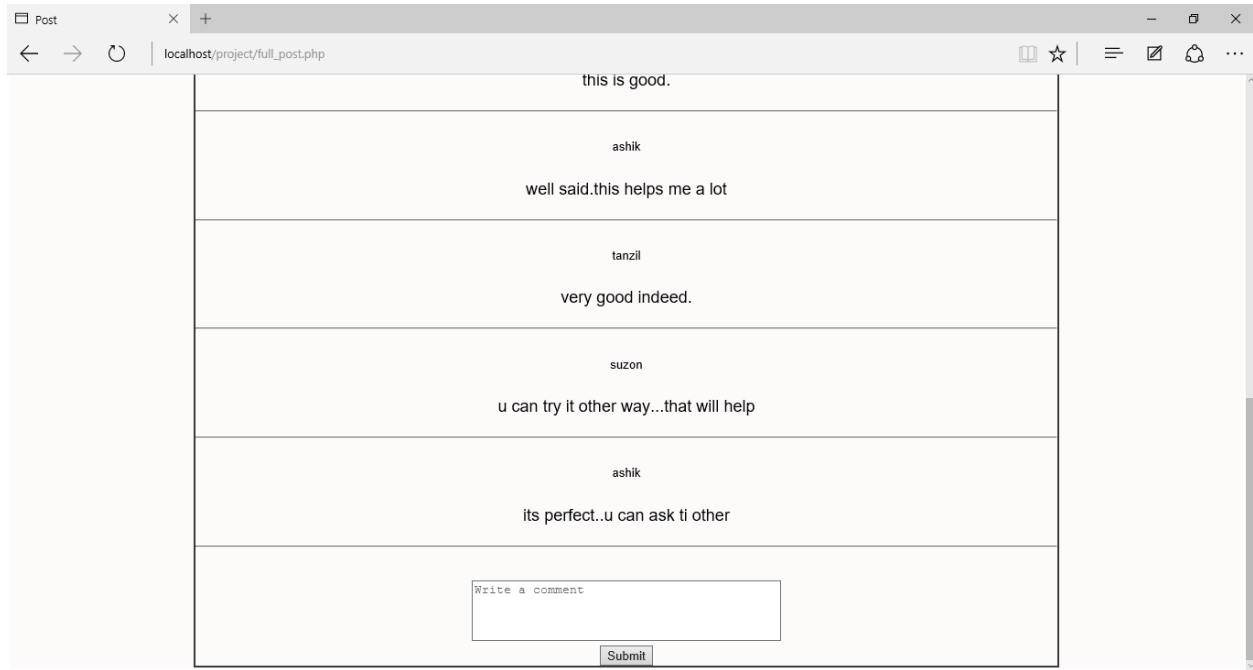 Post
localhost/project/full_post.php
this is good.
ashik
well said.this helps me a lot
tanzil
very good indeed.
suzon
u can try it other way...that will help
ashik
its perfect..u can ask ti other
Write a comment
Submit